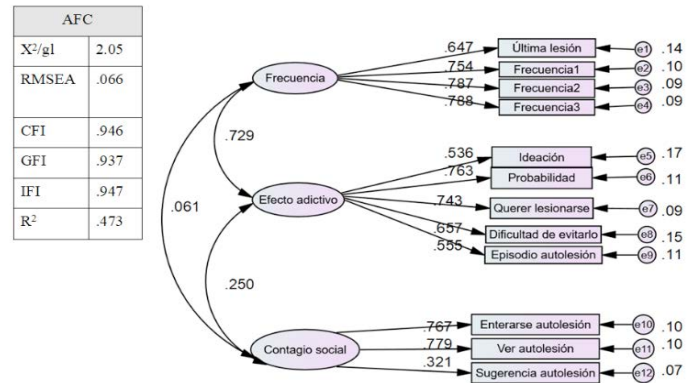 AFC
X²/gl 2.05
RMSEA .066
CFI .946
GFI .937
IFI .947
R² .473
Frecuencia
Efecto adictivo
Contagio social
.729
.061
.250
.647 Última lesión e1 .14
.754 Frecuencia1 e2 .10
.787 Frecuencia2 e3 .09
.788 Frecuencia3 e4 .09
.536 Ideación e5 .17
.763 Probabilidad e6 .11
.743 Querer lesionarse e7 .09
.657 Dificultad de evitarlo e8 .15
.555 Episodio autolesión e9 .11
.767 Enterarse autolesión e10 .10
.779 Ver autolesión e11 .10
.321 Sugerencia autolesión e12 .07